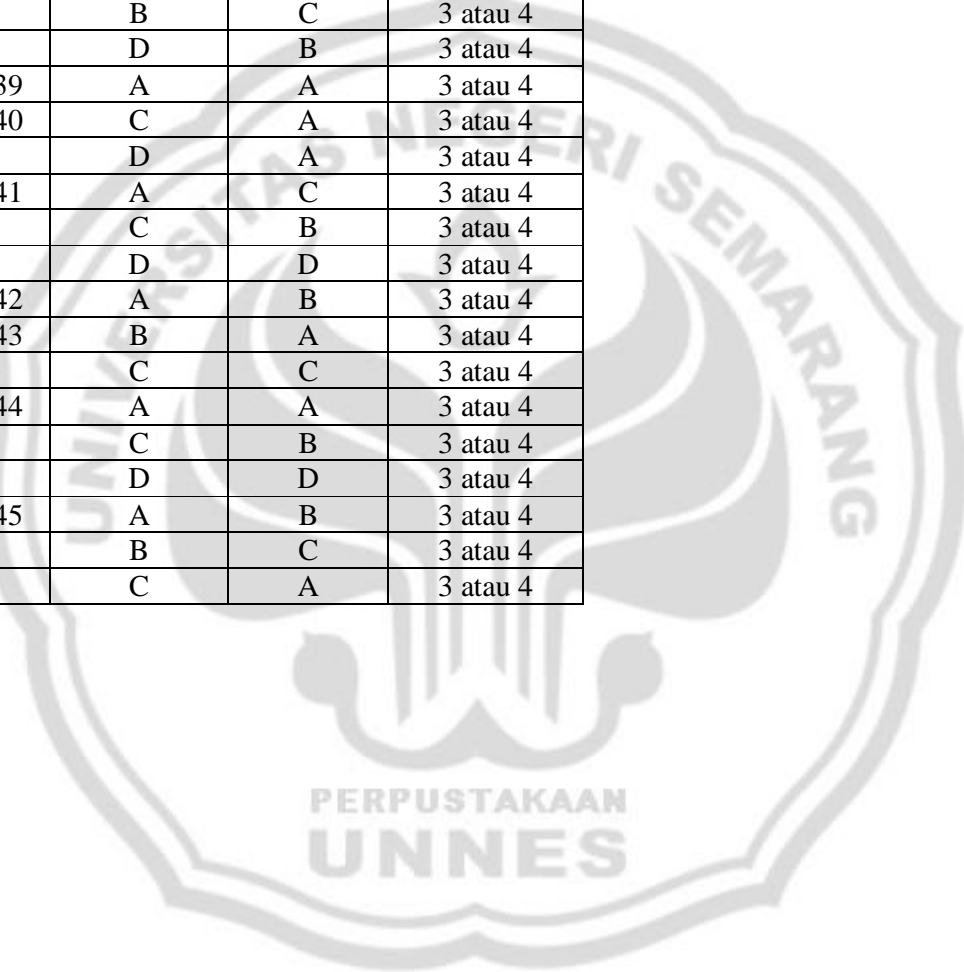 B C 3 atau 4
D B 3 atau 4
39 A A 3 atau 4
40 C A 3 atau 4
D A 3 atau 4
41 A C 3 atau 4
C B 3 atau 4
D D 3 atau 4
42 A B 3 atau 4
43 B A 3 atau 4
C C 3 atau 4
44 A A 3 atau 4
C B 3 atau 4
D D 3 atau 4
45 A B 3 atau 4
B C 3 atau 4
C A 3 atau 4
UNIVERSITAS NEGERI SEMARANG
PERPUSTAKAAN
UNNES